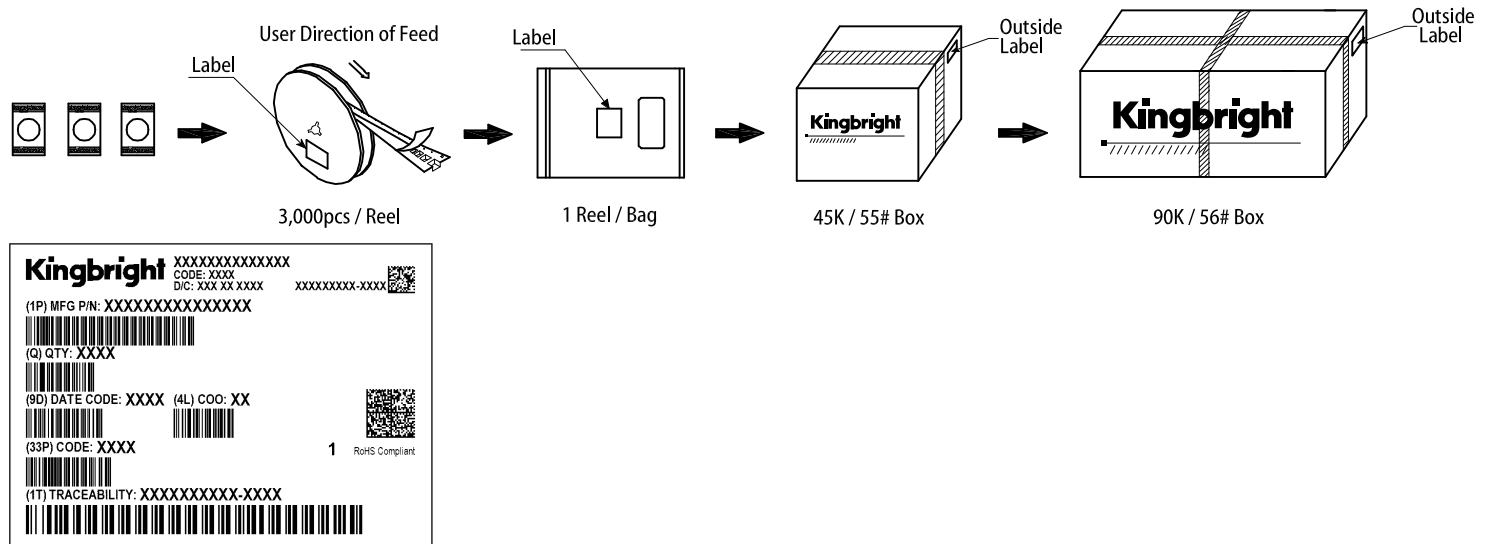 User Direction of Feed
Label
Label
Outside
Label
Outside
Label
Kingbright
Kingbright
3,000pcs / Reel
1 Reel / Bag
45K / 55# Box
90K / 56# Box
Kingbright
XXXXXXXXXXXXXX
CODE: XXXX
D/C: XXX XX XXXX
XXXXXXXXX-XXXX
(1P) MFG P/N: XXXXXXXXXXXXXXX
(Q) QTY: XXXX
(9D) DATE CODE: XXXX (4L) COO: XX
(33P) CODE: XXXX
1 RoHS Compliant
(1T) TRACEABILITY: XXXXXXXXXX-XXXX